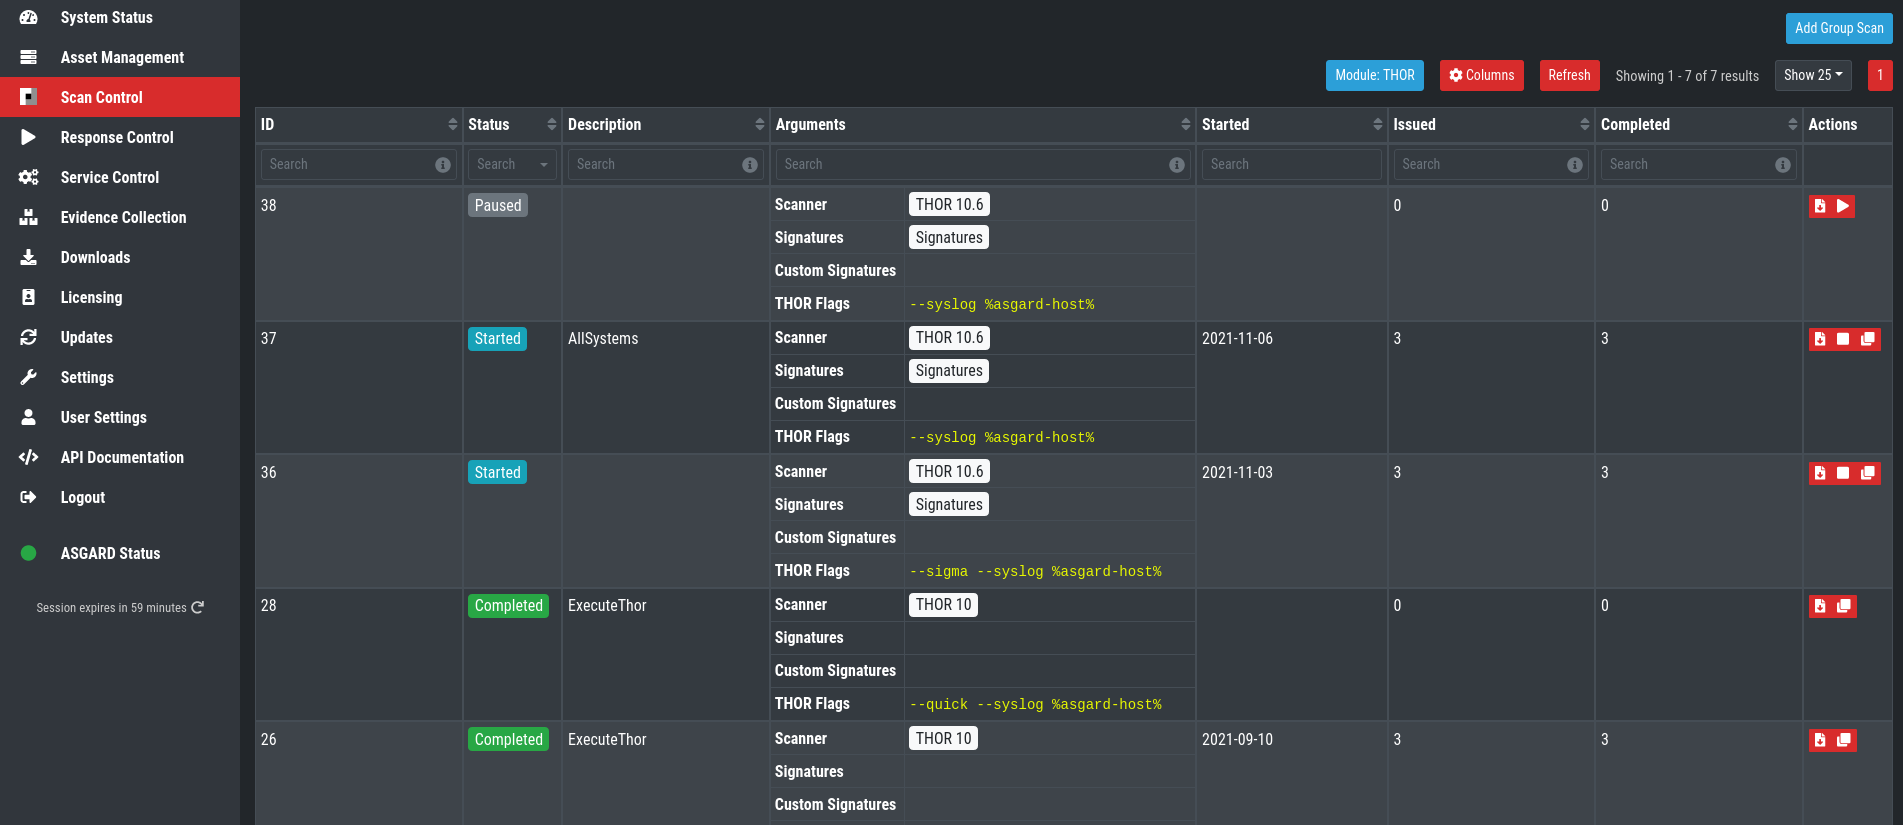 System Status
Asset Management
Scan Control
Response Control
Service Control
Evidence Collection
Downloads
Licensing
Updates
Settings
User Settings
API Documentation
Logout
ASGARD Status
Session expires in 59 minutes
Add Group Scan
Module: THOR Columns Refresh Showing 1 - 7 of 7 results Show 25 1
ID Status Description Arguments Started Issued Completed Actions
Search Search Search Search Search Search Search
38 Paused Scanner THOR 10.6 0 0
Signatures Signatures
Custom Signatures
THOR Flags --syslog %asgard-host%
37 Started AllSystems Scanner THOR 10.6 2021-11-06 3 3
Signatures Signatures
Custom Signatures
THOR Flags --syslog %asgard-host%
36 Started Scanner THOR 10.6 2021-11-03 3 3
Signatures Signatures
Custom Signatures
THOR Flags --sigma --syslog %asgard-host%
28 Completed ExecuteThor Scanner THOR 10 0 0
Signatures
Custom Signatures
THOR Flags --quick --syslog %asgard-host%
26 Completed ExecuteThor Scanner THOR 10 2021-09-10 3 3
Signatures
Custom Signatures